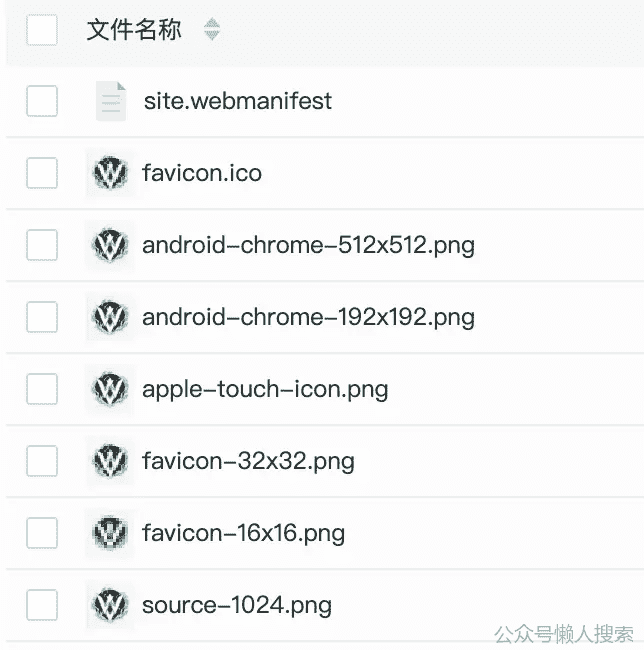 文件名称
site.webmanifest
favicon.ico
android-chrome-512x512.png
android-chrome-192x192.png
apple-touch-icon.png
favicon-32x32.png
favicon-16x16.png
source-1024.png
公众号懒人搜索